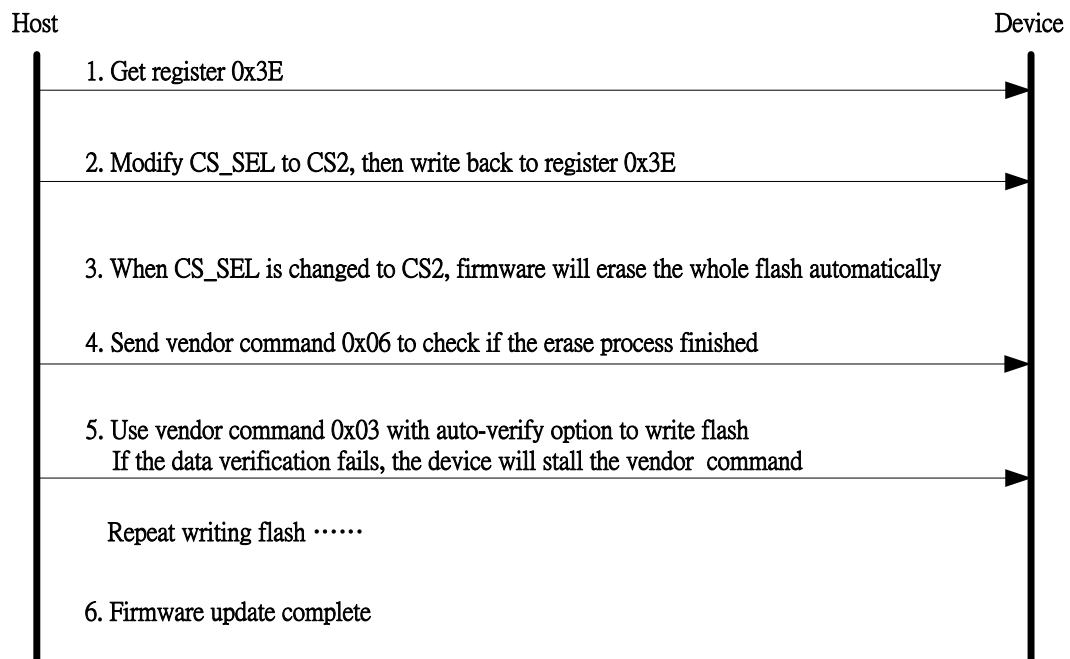 Host
Device
1. Get register 0x3E
2. Modify CS_SEL to CS2, then write back to register 0x3E
3. When CS_SEL is changed to CS2, firmware will erase the whole flash automatically
4. Send vendor command 0x06 to check if the erase process finished
5. Use vendor command 0x03 with auto-verify option to write flash
If the data verification fails, the device will stall the vendor command
Repeat writing flash ⋯⋯
6. Firmware update complete